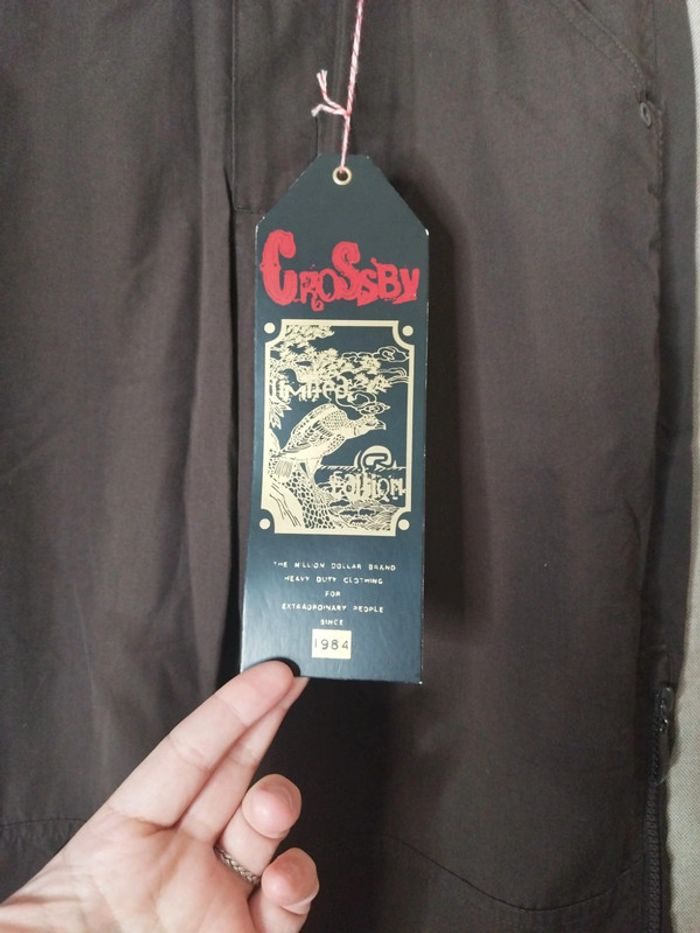 CROSSBY
Limited
Edition
THE MILLION DOLLAR BRAND
HEAVY DUTY CLOTHING
FOR
EXTRAORDINARY PEOPLE
SINCE
1984